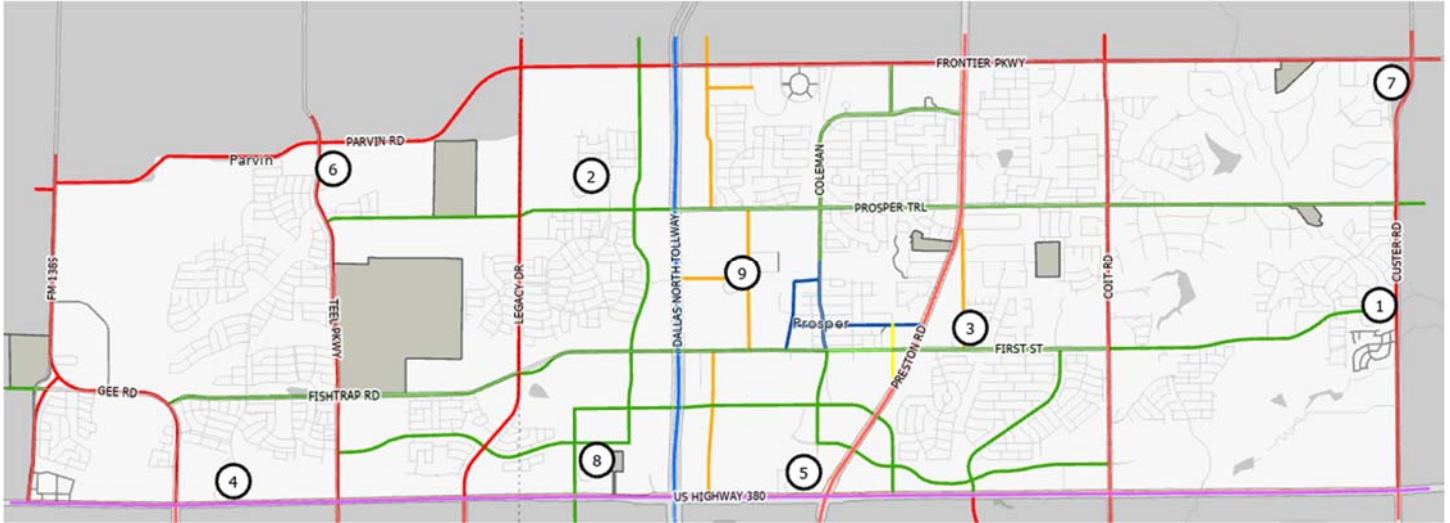 FRONTIER PKWY
7
PARVIN RD
Parvin
6
2
COLEMAN
PROSPER TRL
FM 1385
TEEL PKWY
LEGACY DR
DALLAS NORTH TOLLWAY
9
COIT RD
CUSTER RD
1
Prosper
3
PRESTON RD
FIRST ST
GEE RD
FISHTRAP RD
4
8
5
US HIGHWAY 380